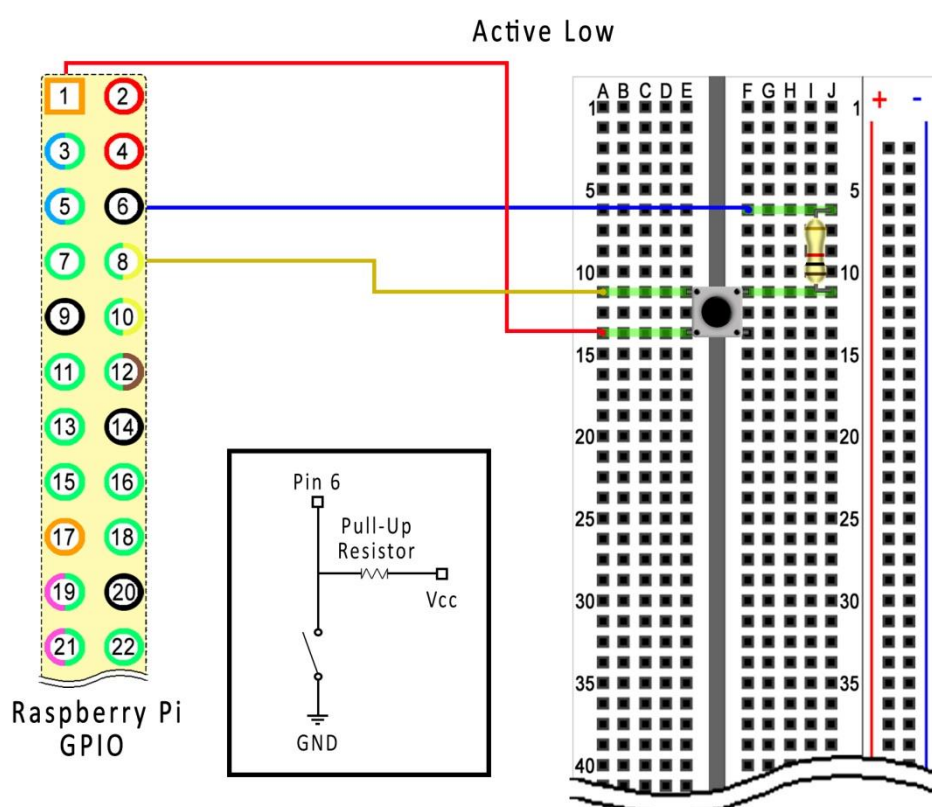 Active Low
1 2
3 4
5 6
7 8
9 10
11 12
13 14
15 16
17 18
19 20
21 22
Raspberry Pi
GPIO
Pin 6
Pull-Up
Resistor
Vcc
GND
A B C D E F G H I J
+ -
1 1
5 5
10 10
15 15
20 20
25 25
30 30
35 35
40